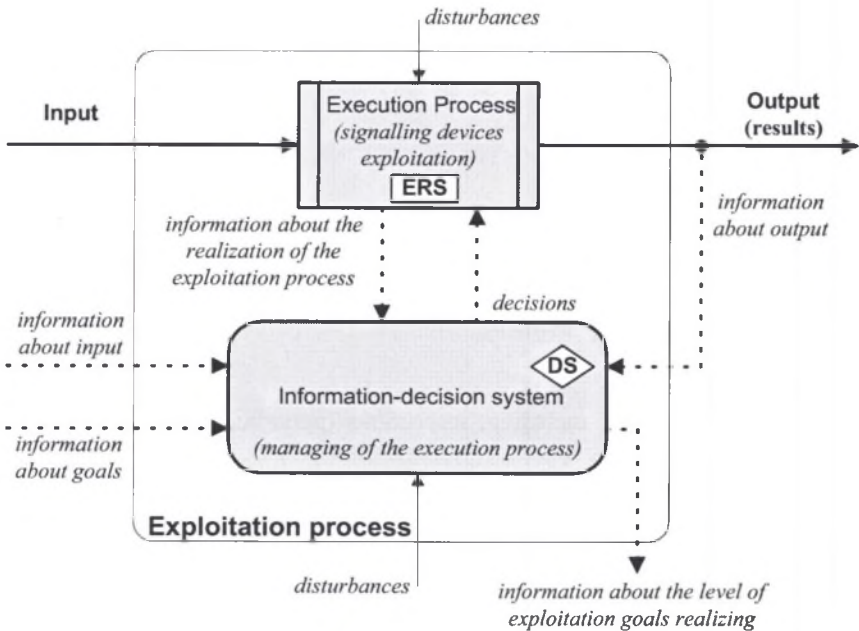 disturbances
Input
Execution Process
(signalling devices
exploitation)
ERS
Output
(results)
information about the
realization of the
exploitation process
decisions
information
about output
information
about input
DS
Information-decision system
(managing of the execution process)
information
about goals
Exploitation process
disturbances
information about the level of
exploitation goals realizing